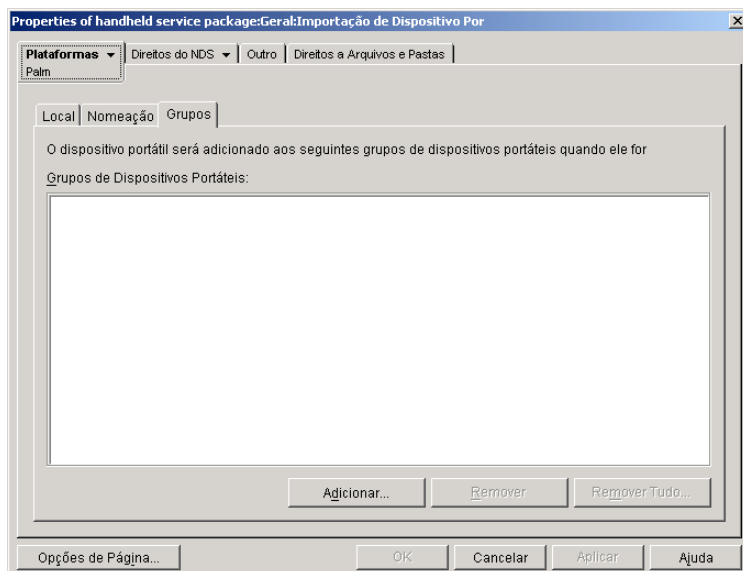 Properties of handheld service package:Geral:Importação de Dispositivo Por
Plataformas Direitos do NDS Outro Direitos a Arquivos e Pastas
Palm
Local Nomeação Grupos
O dispositivo portátil será adicionado aos seguintes grupos de dispositivos portáteis quando ele for
Grupos de Dispositivos Portáteis:
Adicionar... Remover Remover Tudo...
Opções de Página... OK Cancelar Aplicar Ajuda